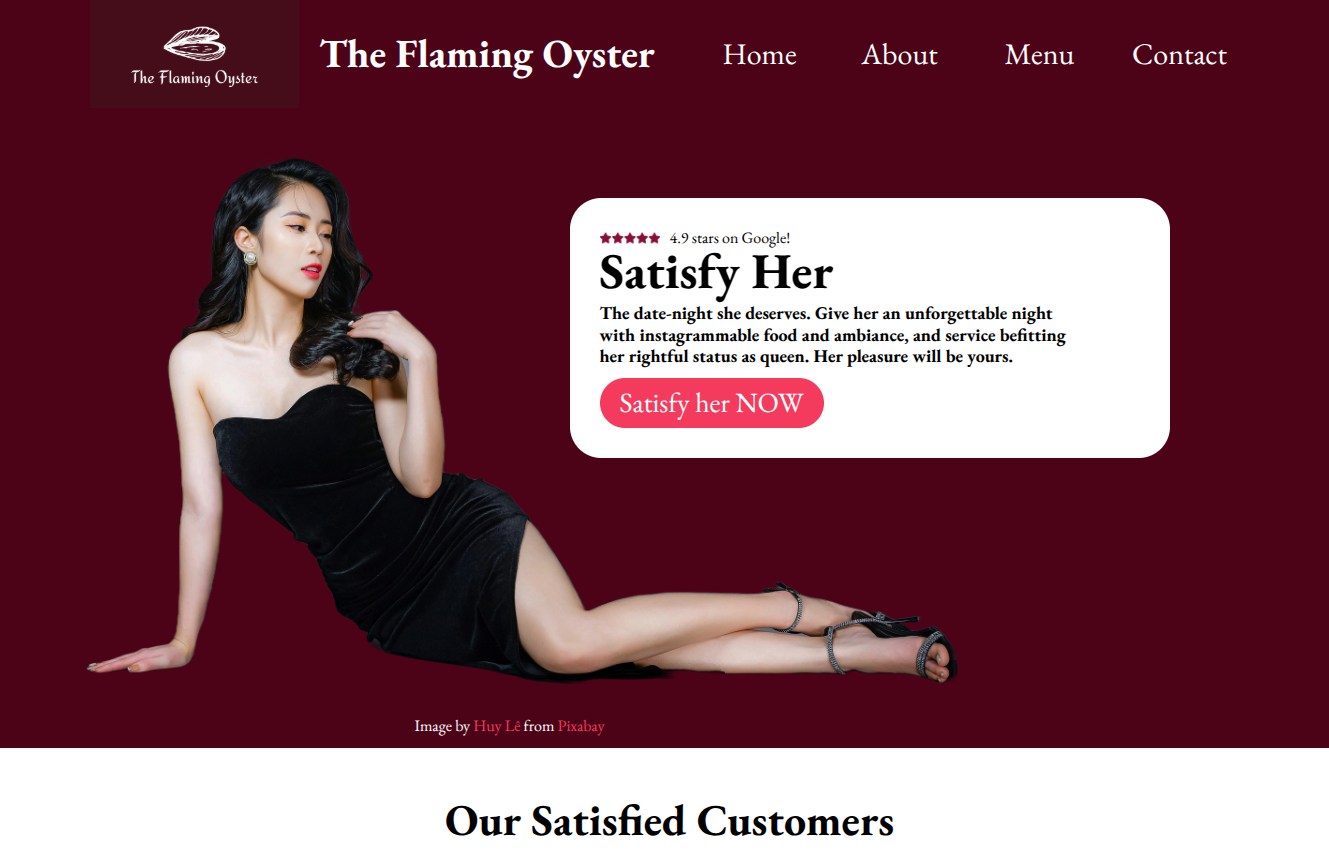 The Flaming Oyster
The Flaming Oyster
Home
About
Menu
Contact
4.9 stars on Google!
Satisfy Her
The date-night she deserves. Give her an unforgettable night
with instagrammable food and ambiance, and service befitting
her rightful status as queen. Her pleasure will be yours.
Satisfy her NOW
Image by Huy Lê from Pixabay
Our Satisfied Customers